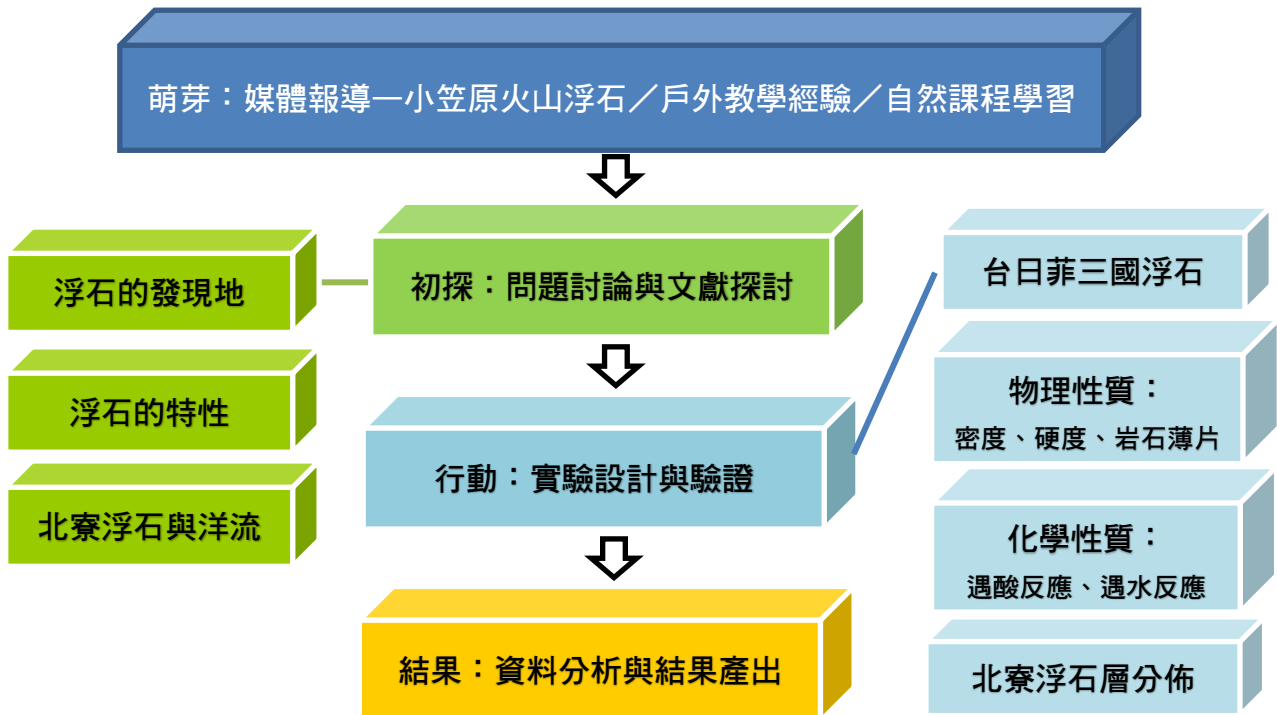 萌芽：媒體報導—小笠原火山浮石／戶外教學經驗／自然課程學習
初探：問題討論與文獻探討
浮石的發現地
浮石的特性
北寮浮石與洋流
行動：實驗設計與驗證
台日菲三國浮石
物理性質：
密度、硬度、岩石薄片
化學性質：
遇酸反應、遇水反應
北寮浮石層分佈
結果：資料分析與結果產出